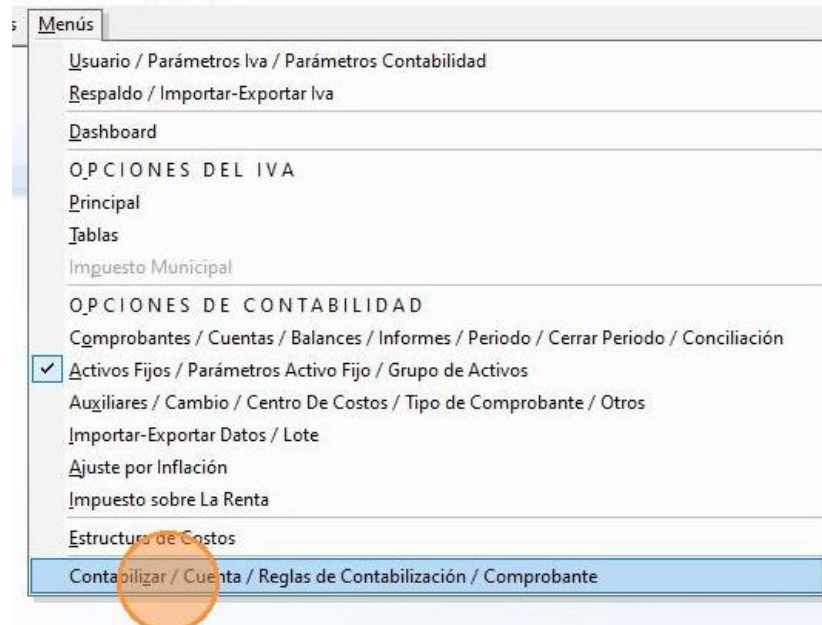 s Menús
Usuario / Parámetros Iva / Parámetros Contabilidad
Respaldo / Importar-Exportar Iva
Dashboard
OPCIONES DEL IVA
Principal
Tablas
Impuesto Municipal
OPCIONES DE CONTABILIDAD
Comprobantes / Cuentas / Balances / Informes / Periodo / Cerrar Periodo / Conciliación
Activos Fijos / Parámetros Activo Fijo / Grupo de Activos
Auxiliares / Cambio / Centro De Costos / Tipo de Comprobante / Otros
Importar-Exportar Datos / Lote
Ajuste por Inflación
Impuesto sobre La Renta
Estructura de Costos
Contabilizar / Cuenta / Reglas de Contabilización / Comprobante